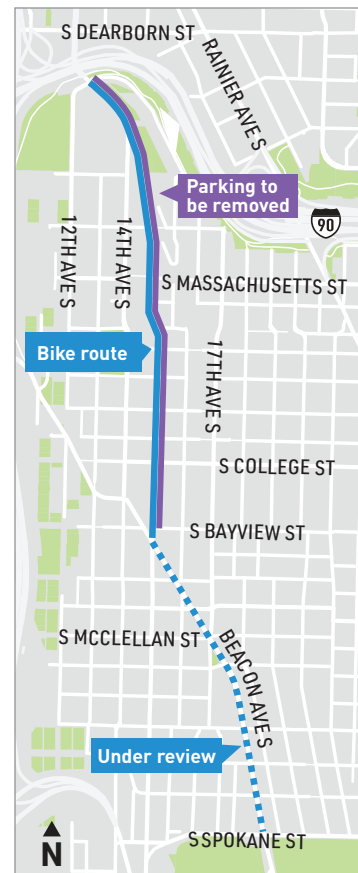 S DEARBORN ST
RAINIER AVE S
Parking to
be removed
90
12TH AVE S
14TH AVE S
S MASSACHUSETTS ST
Bike route
17TH AVE S
S COLLEGE ST
S BAYVIEW ST
S MCCLELLAN ST
BEACON AVE S
Under review
S SPOKANE ST
N